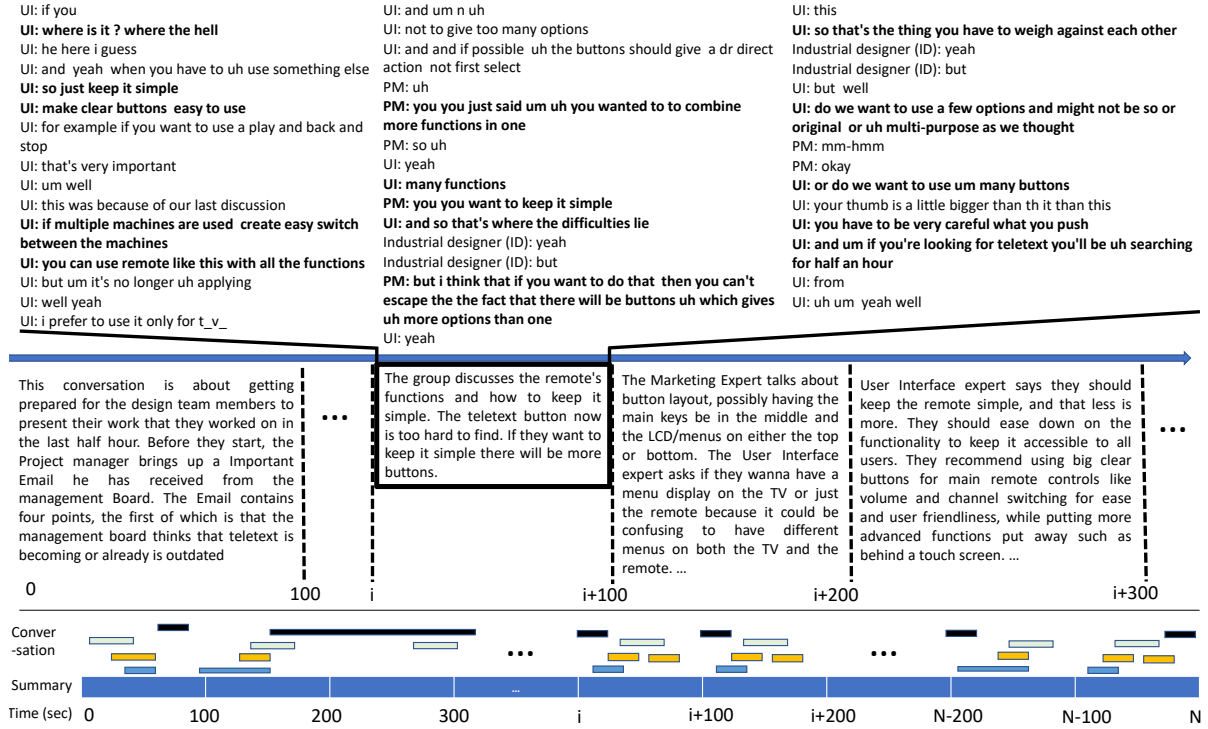 UI: if you
UI: where is it ? where the hell
UI: he here i guess
UI: and  yeah  when you have to uh use something else
UI: so just keep it simple
UI: make clear buttons  easy to use
UI: for example if you want to use a play and back and
stop
UI: that's very important
UI: um well
UI: this was because of our last discussion
UI: if multiple machines are used  create easy switch
between the machines
UI: you can use remote like this with all the functions
UI: but um it's no longer uh applying
UI: well yeah
UI: i prefer to use it only for t_v_
UI: and um n uh
UI: not to give too many options
UI: and and if possible  uh the buttons should give  a dr direct
action  not first select
PM: uh
PM: you you just said um uh you wanted to to combine
more functions in one
PM: so uh
UI: yeah
UI: many functions
PM: you you want to keep it simple
UI: and so that's where the difficulties lie
Industrial designer (ID): yeah
Industrial designer (ID): but
PM: but i think that if you want to do that  then you can't
escape the the fact that there will be buttons uh which gives
uh more options than one
UI: yeah
UI: this
UI: so that's the thing you have to weigh against each other
Industrial designer (ID): yeah
Industrial designer (ID): but
UI: but  well
UI: do we want to use a few options and might not be so or
original  or uh multi-purpose as we thought
PM: mm-hmm
PM: okay
UI: or do we want to use um many buttons
UI: your thumb is a little bigger than th it than this
UI: you have to be very careful what you push
UI: and um if you're looking for teletext you'll be uh searching
for half an hour
UI: from
UI: uh um  yeah well
This conversation is about getting
prepared for the design team members to
present their work that they worked on in
the last half hour. Before they start, the
Project manager brings up a Important
Email he has received from the
management Board. The Email contains
four points, the first of which is that the
management board thinks that teletext is
becoming or already is outdated
...
The group discusses the remote's
functions and how to keep it
simple. The teletext button now
is too hard to find. If they want to
keep it simple there will be more
buttons.
The Marketing Expert talks about
button layout, possibly having the
main keys be in the middle and
the LCD/menus on either the top
or bottom. The User Interface
expert asks if they wanna have a
menu display on the TV or just
the remote because it could be
confusing to have different
menus on both the TV and the
remote. ...
User Interface expert says they should
keep the remote simple, and that less is
more. They should ease down on the
functionality to keep it accessible to all
users. They recommend using big clear
buttons for main remote controls like
volume and channel switching for ease
and user friendliness, while putting more
advanced functions put away such as
behind a touch screen. ...
...
0 100 i i+100 i+200 i+300
Conver
-sation
... ...
Summary ...
Time (sec) 0 100 200 300 i i+100 i+200 N-200 N-100 N